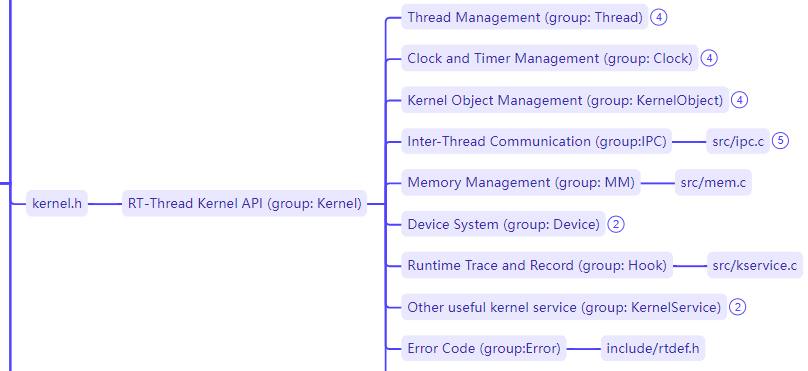 Thread Management (group: Thread) 4
Clock and Timer Management (group: Clock) 4
Kernel Object Management (group: KernelObject) 4
Inter-Thread Communication (group:IPC) src/ipc.c 5
Memory Management (group: MM) src/mem.c
kernel.h RT-Thread Kernel API (group: Kernel)
Device System (group: Device) 2
Runtime Trace and Record (group: Hook) src/kservice.c
Other useful kernel service (group: KernelService) 2
Error Code (group:Error) include/rtdef.h